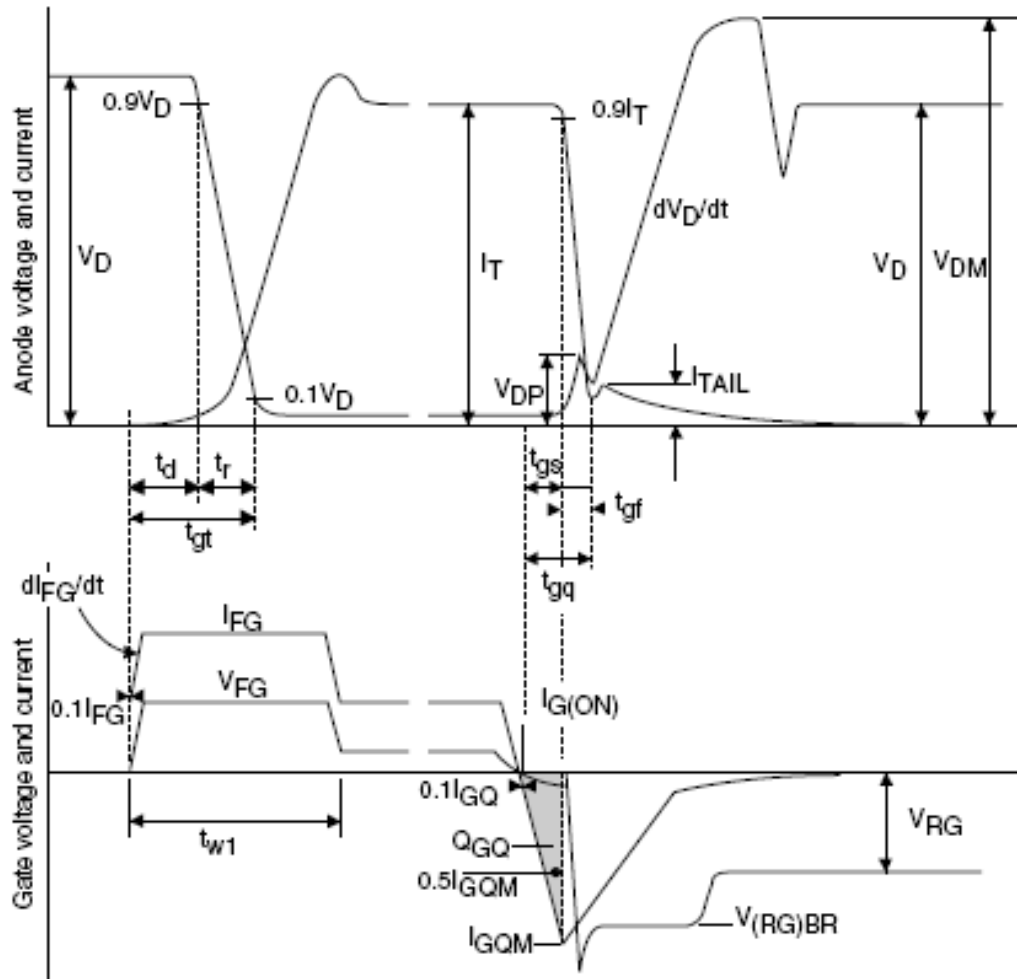 Anode voltage and current
0.9VD
VD
0.1VD
IT
0.9IT
dVD/dt
VD
VDM
VDP
ITAIL
td
tr
tgt
tgs
tgf
tgq
Gate voltage and current
dIFG/dt
IFG
VFG
0.1IFG
IG(ON)
tw1
0.1IGQ
QGQ
0.5IGQM
IGQM
VRG
V(RG)BR